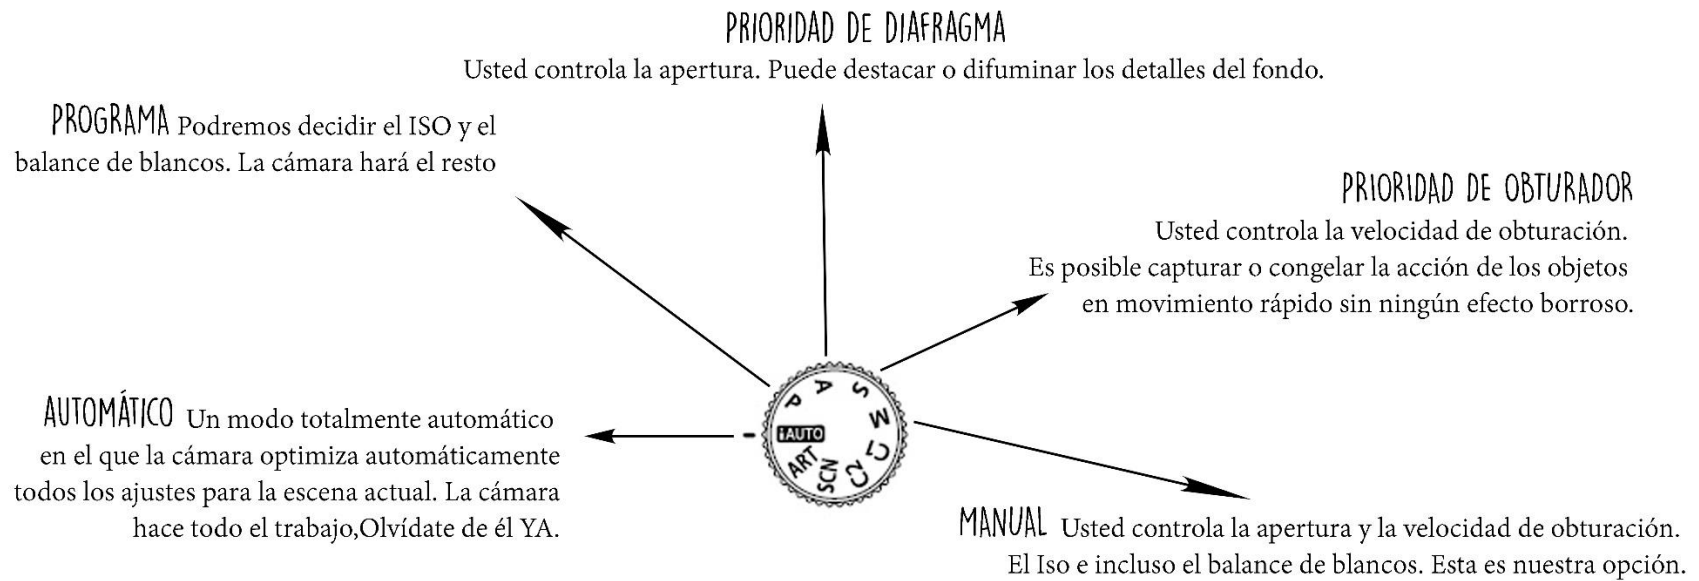 PRIORIDAD DE DIAFRAGMA
Usted controla la apertura. Puede destacar o difuminar los detalles del fondo.
PROGRAMA Podremos decidir el ISO y el
balance de blancos. La cámara hará el resto
PRIORIDAD DE OBTURADOR
Usted controla la velocidad de obturación.
Es posible capturar o congelar la acción de los objetos
en movimiento rápido sin ningún efecto borroso.
AUTOMÁTICO Un modo totalmente automático
en el que la cámara optimiza automáticamente
todos los ajustes para la escena actual. La cámara
hace todo el trabajo,Olvídate de él YA.
iAUTO
P
A
S
M
C1
C2
SCN
ART
MANUAL Usted controla la apertura y la velocidad de obturación.
El Iso e incluso el balance de blancos. Esta es nuestra opción.